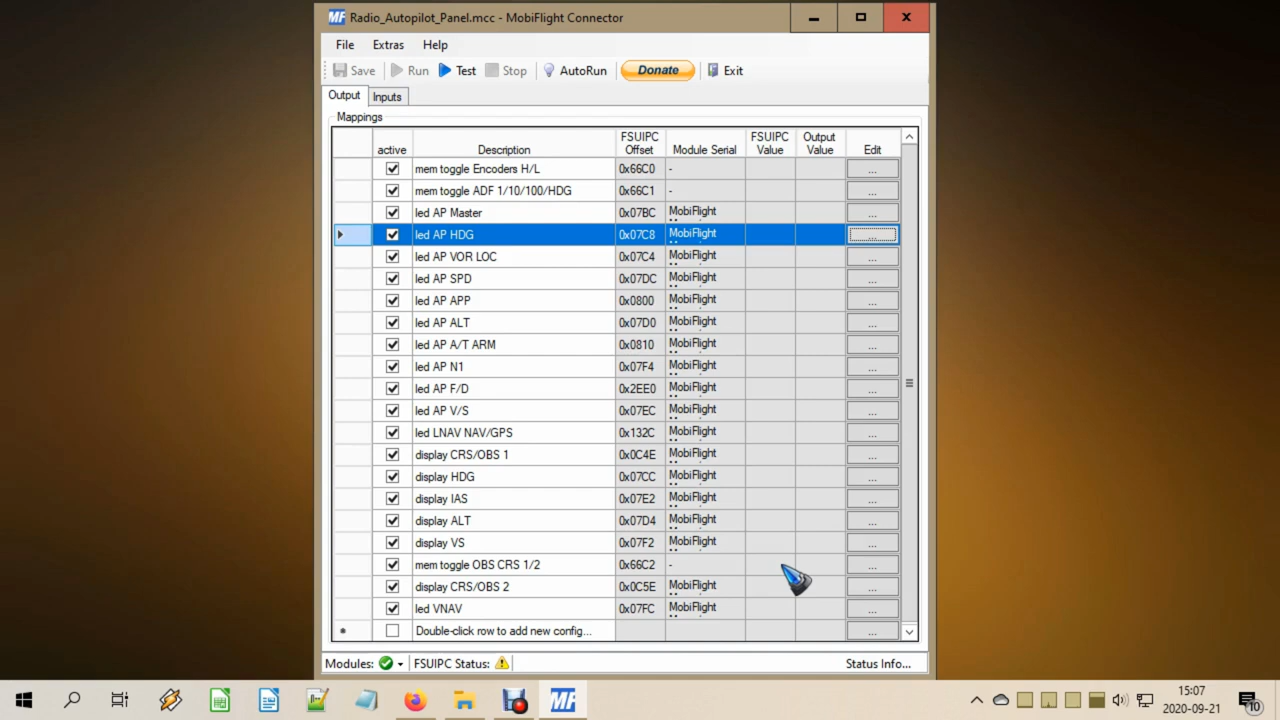 MF Radio_Autopilot_Panel.mcc - MobiFlight Connector
File Extras Help
Save Run Test Stop AutoRun Donate Exit
Output Inputs
Mappings
active Description FSUIPC Offset Module Serial FSUIPC Value Output Value Edit
mem toggle Encoders H/L 0x66C0 - ...
mem toggle ADF 1/10/100/HDG 0x66C1 - ...
led AP Master 0x07BC MobiFlight ...
led AP HDG 0x07C8 MobiFlight ...
led AP VOR LOC 0x07C4 MobiFlight ...
led AP SPD 0x07DC MobiFlight ...
led AP APP 0x0800 MobiFlight ...
led AP ALT 0x07D0 MobiFlight ...
led AP A/T ARM 0x0810 MobiFlight ...
led AP N1 0x07F4 MobiFlight ...
led AP F/D 0x2EE0 MobiFlight ...
led AP V/S 0x07EC MobiFlight ...
led LNAV NAV/GPS 0x132C MobiFlight ...
display CRS/OBS 1 0x0C4E MobiFlight ...
display HDG 0x07CC MobiFlight ...
display IAS 0x07E2 MobiFlight ...
display ALT 0x07D4 MobiFlight ...
display VS 0x07F2 MobiFlight ...
mem toggle OBS CRS 1/2 0x66C2 - ...
display CRS/OBS 2 0x0C5E MobiFlight ...
led VNAV 0x07FC MobiFlight ...
Double-click row to add new config... ...
Modules: FSUIPC Status: Status Info...
MF 15:07
2020-09-21 10